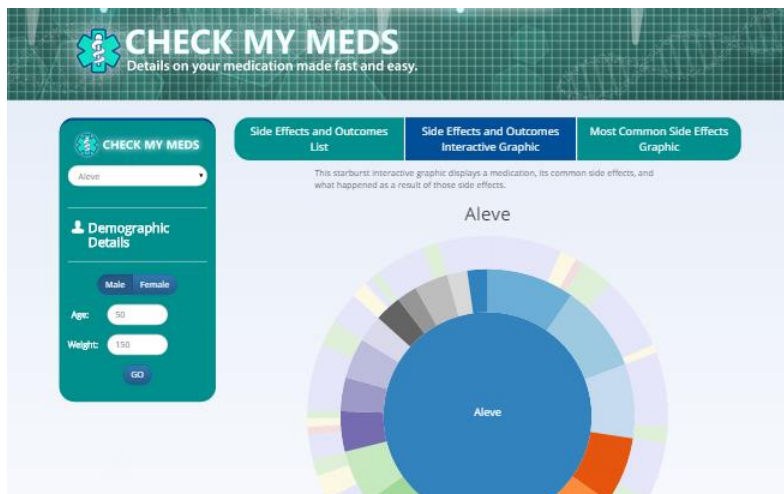 CHECK MY MEDS
Details on your medication made fast and easy.
CHECK MY MEDS
Aleve
Demographic
Details
Male Female
Age: 50
Weight: 150
GO
Side Effects and Outcomes
List
Side Effects and Outcomes
Interactive Graphic
Most Common Side Effects
Graphic
This starburst interactive graphic displays a medication, its common side effects, and
what happened as a result of those side effects.
Aleve
Aleve